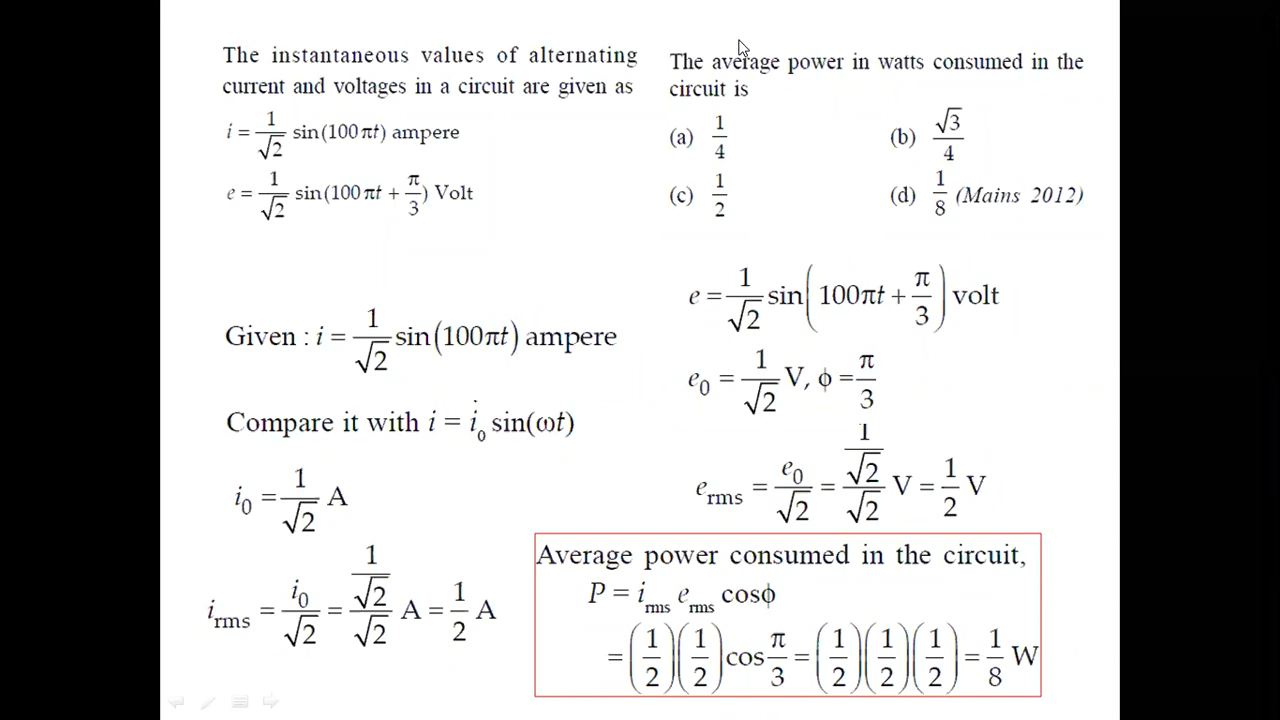 The instantaneous values of alternating
current and voltages in a circuit are given as
i = 1/√2 sin(100πt) ampere
e = 1/√2 sin(100πt + π/3) Volt
The average power in watts consumed in the
circuit is
(a) 1/4 (b) √3/4
(c) 1/2 (d) 1/8 (Mains 2012)
Given : i = 1/√2 sin(100πt) ampere
Compare it with i = i₀ sin(ωt)
i₀ = 1/√2 A
i_rms = i₀/√2 = (1/√2)/√2 A = 1/2 A
e = 1/√2 sin(100πt + π/3) volt
e₀ = 1/√2 V, ϕ = π/3
e_rms = e₀/√2 = (1/√2)/√2 V = 1/2 V
Average power consumed in the circuit,
P = i_rms e_rms cosϕ
= (1/2)(1/2) cos π/3 = (1/2)(1/2)(1/2) = 1/8 W